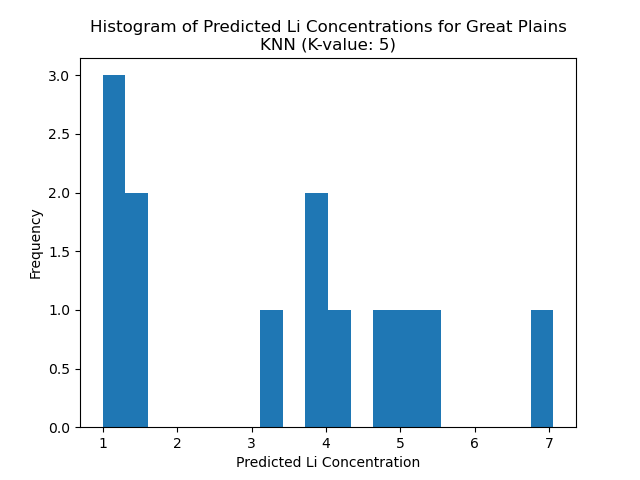 Histogram of Predicted Li Concentrations for Great Plains
KNN (K-value: 5)
3.0
2.5
2.0
1.5
1.0
0.5
0.0
Frequency
1 2 3 4 5 6 7
Predicted Li Concentration